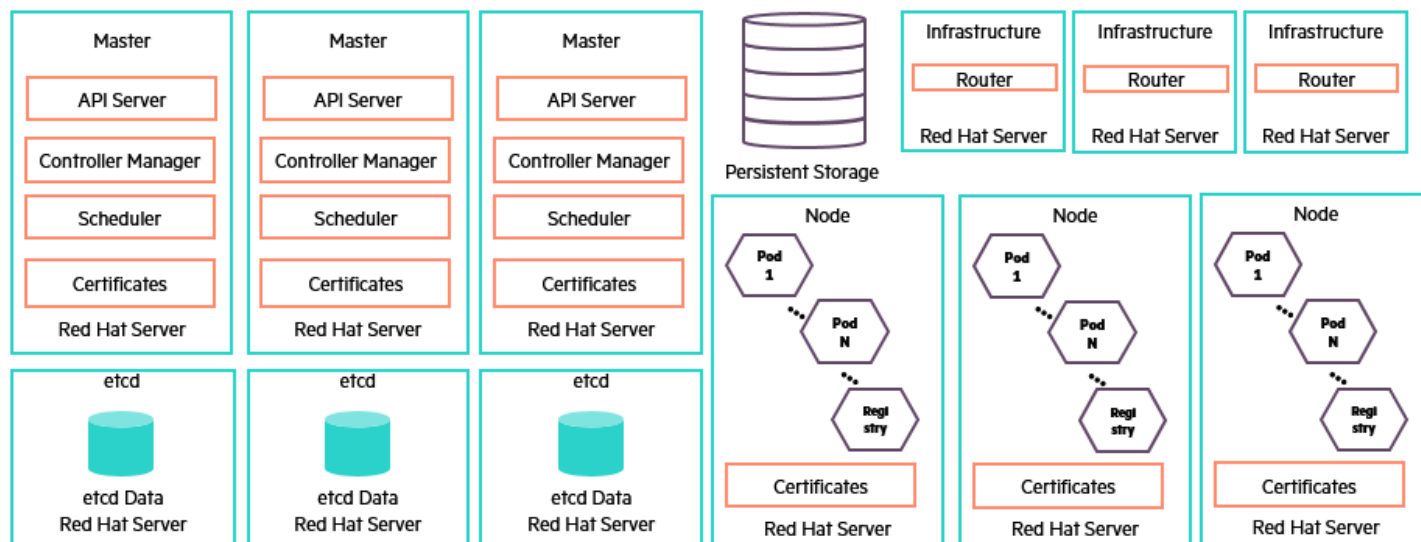 Master
API Server
Controller Manager
Scheduler
Certificates
Red Hat Server
Master
API Server
Controller Manager
Scheduler
Certificates
Red Hat Server
Master
API Server
Controller Manager
Scheduler
Certificates
Red Hat Server
Persistent Storage
Infrastructure
Router
Red Hat Server
Infrastructure
Router
Red Hat Server
Infrastructure
Router
Red Hat Server
etcd
etcd Data
Red Hat Server
etcd
etcd Data
Red Hat Server
etcd
etcd Data
Red Hat Server
Node
Pod
1
Pod
N
Regi
stry
Certificates
Red Hat Server
Node
Pod
1
Pod
N
Regi
stry
Certificates
Red Hat Server
Node
Pod
1
Pod
N
Regi
stry
Certificates
Red Hat Server